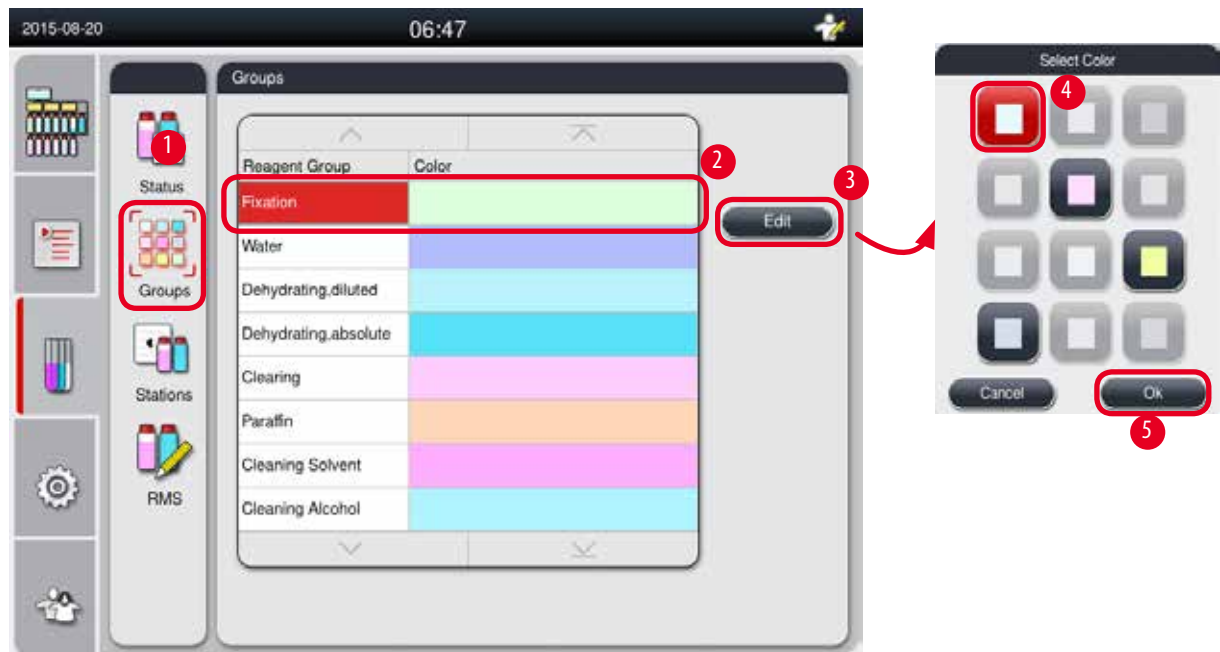 2015-08-20
06:47
Groups
1
Status
Groups
Stations
RMS
Reagent Group
Color
2
Fixation
Water
Dehydrating,diluted
Dehydrating,absolute
Clearing
Paraffin
Cleaning Solvent
Cleaning Alcohol
3
Edit
Select Color
4
Cancel
Ok
5